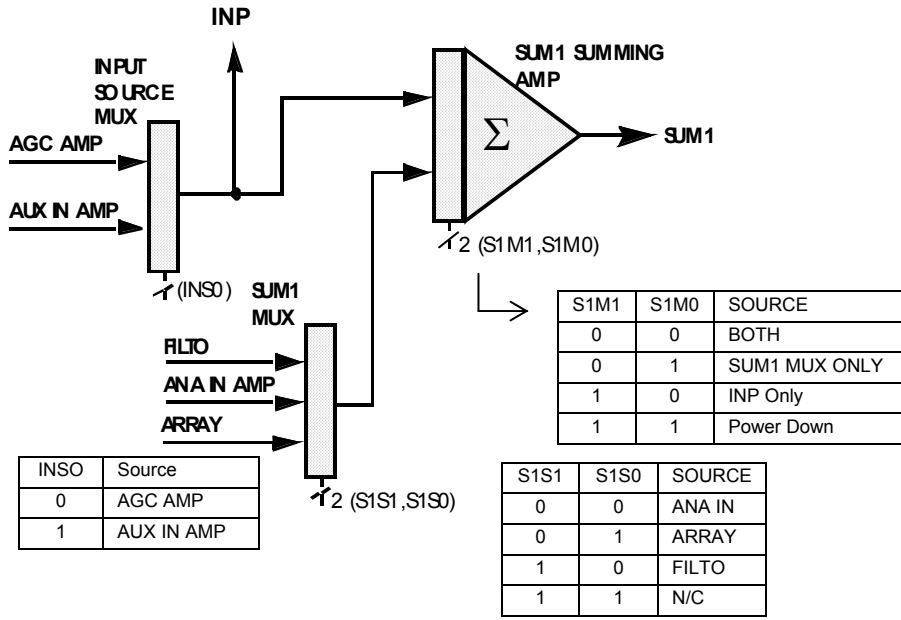 INP
INPUT
SOURCE
MUX
SUM1 SUMMING
AMP
AGC AMP
Σ
SUM1
AUX IN AMP
2 (S1M1,S1M0)
(INS0)
SUM1
MUX
FILTO
ANA IN AMP
ARRAY
S1M1 S1M0 SOURCE
0 0 BOTH
0 1 SUM1 MUX ONLY
1 0 INP Only
1 1 Power Down
INSO Source
0 AGC AMP
1 AUX IN AMP
2 (S1S1,S1S0)
S1S1 S1S0 SOURCE
0 0 ANA IN
0 1 ARRAY
1 0 FILTO
1 1 N/C